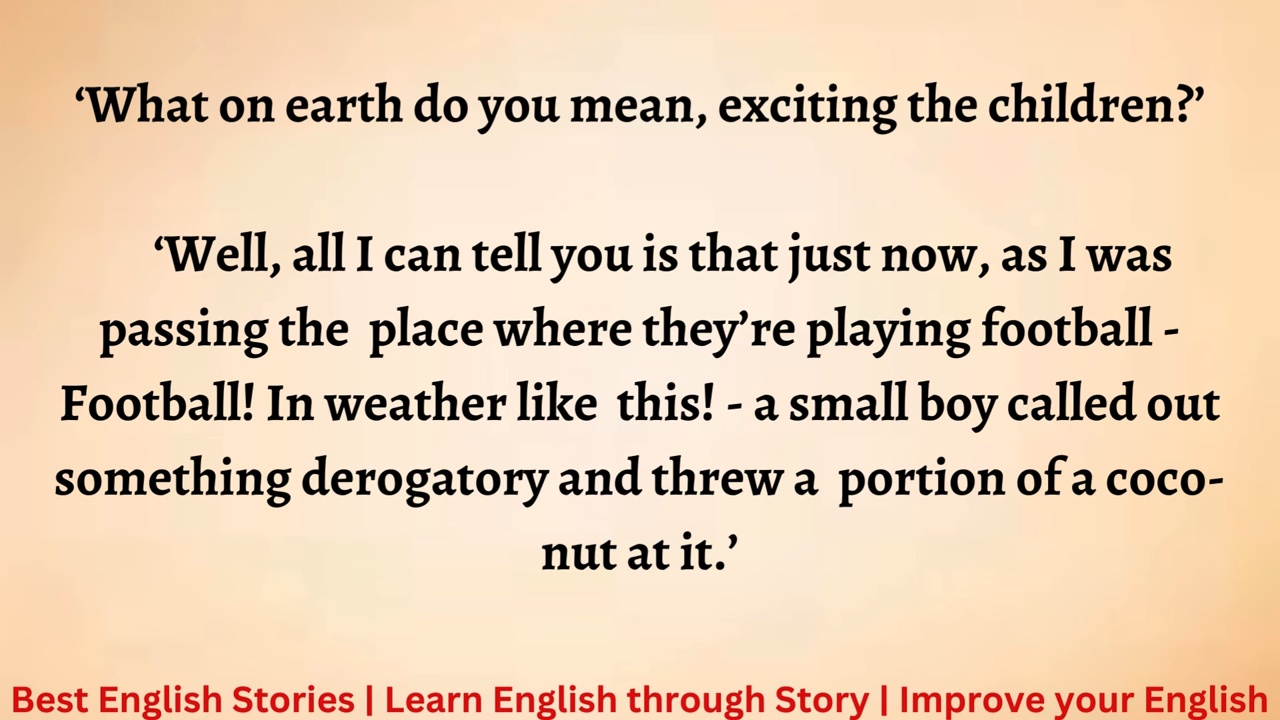 ‘What on earth do you mean, exciting the children?’
‘Well, all I can tell you is that just now, as I was
passing the  place where they’re playing football -
Football! In weather like  this! - a small boy called out
something derogatory and threw a  portion of a coco-
nut at it.’
Best English Stories | Learn English through Story | Improve your English